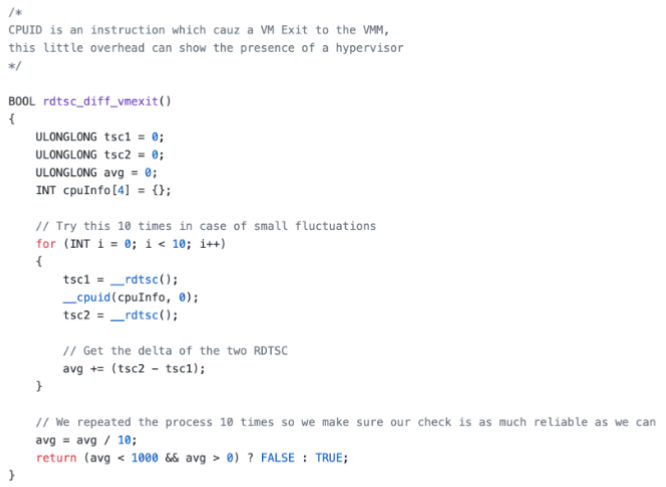 /*
CPUID is an instruction which cauz a VM Exit to the VMM,
this little overhead can show the presence of a hypervisor
*/

BOOL rdtsc_diff_vmexit()
{
    ULONGLONG tsc1 = 0;
    ULONGLONG tsc2 = 0;
    ULONGLONG avg = 0;
    INT cpuInfo[4] = {};

    // Try this 10 times in case of small fluctuations
    for (INT i = 0; i < 10; i++)
    {
        tsc1 = __rdtsc();
        __cpuid(cpuInfo, 0);
        tsc2 = __rdtsc();

        // Get the delta of the two RDTSC
        avg += (tsc2 - tsc1);
    }

    // We repeated the process 10 times so we make sure our check is as much reliable as we can
    avg = avg / 10;
    return (avg < 1000 && avg > 0) ? FALSE : TRUE;
}